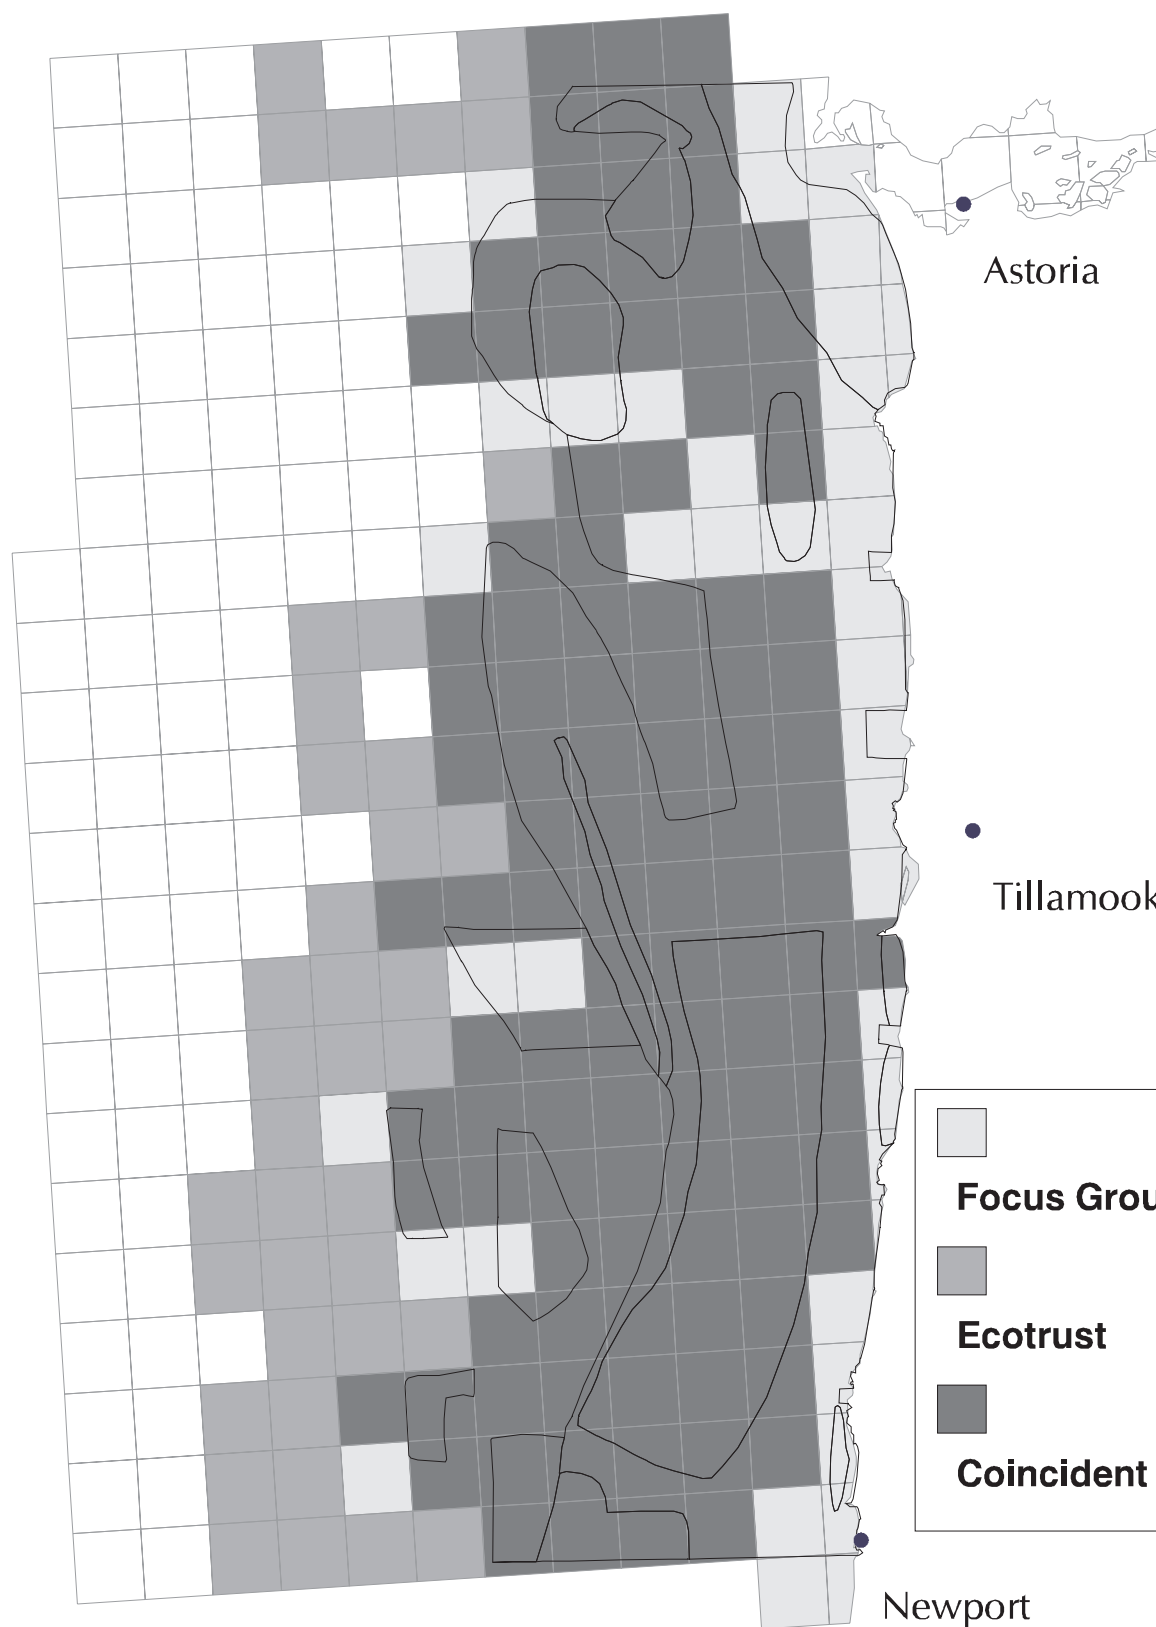 Astoria
Tillamook
Focus Grou
Ecotrust
Coincident
Newport